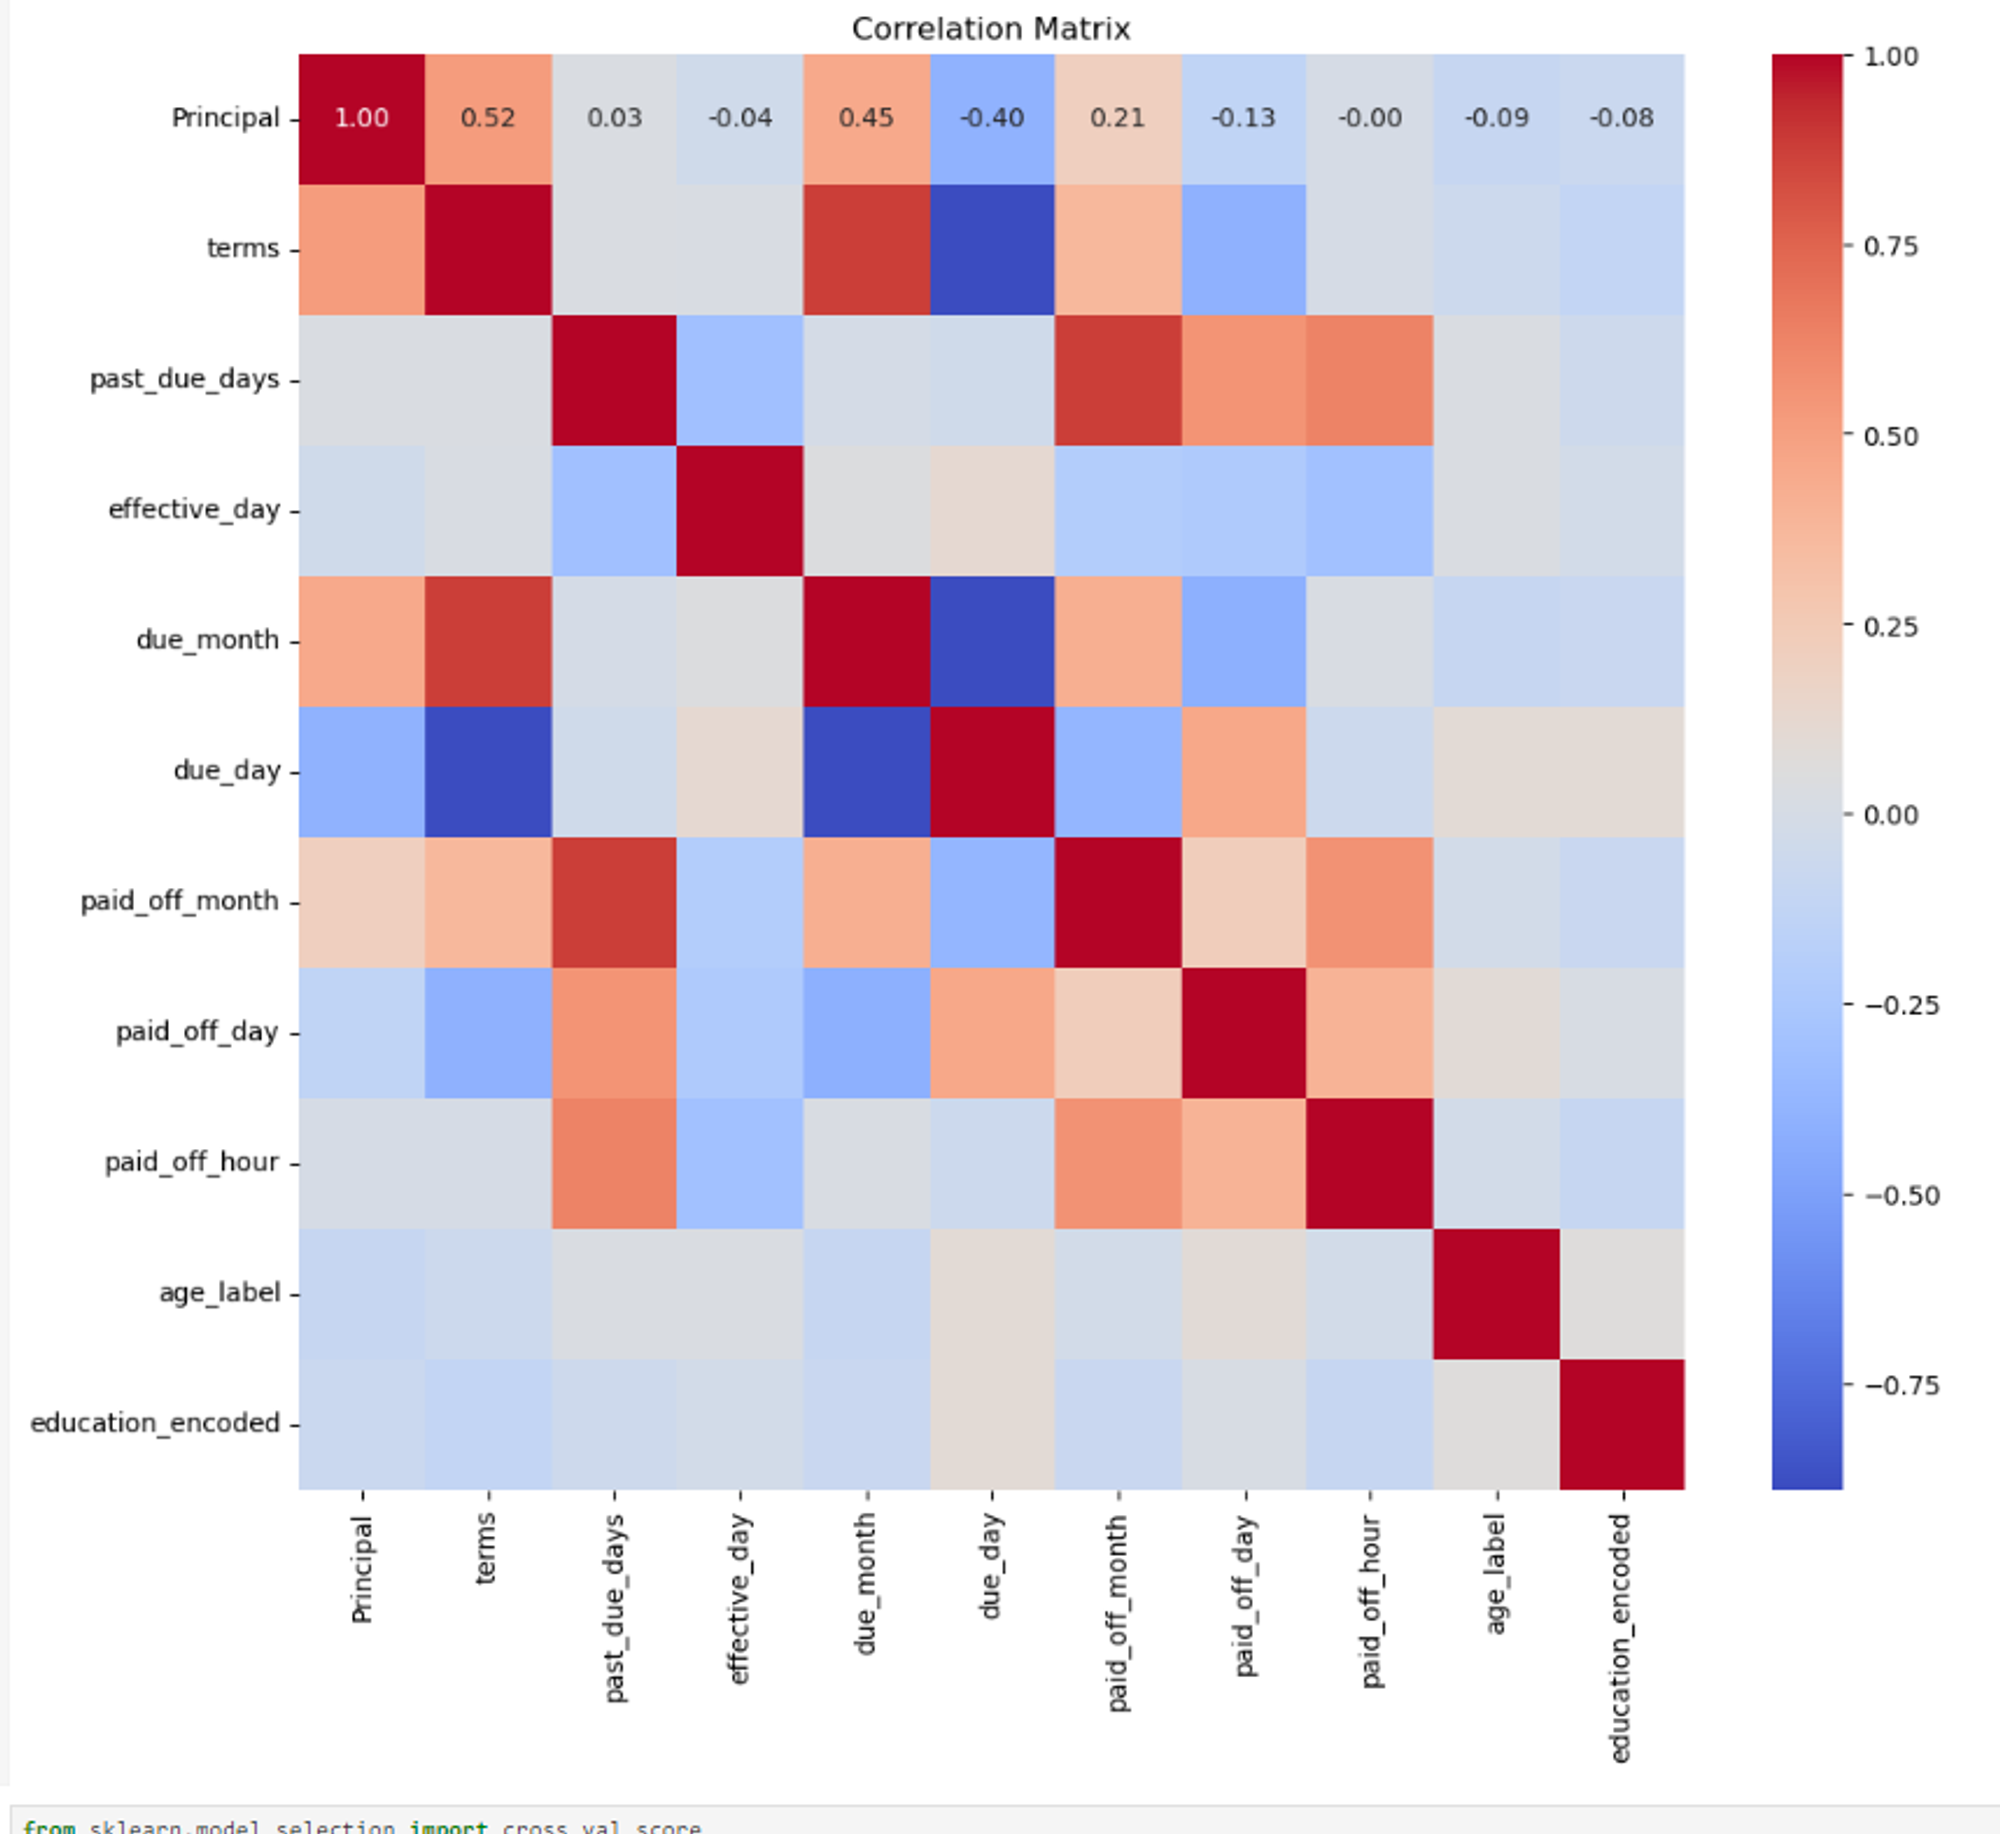 Correlation Matrix
Principal
1.00 0.52 0.03 -0.04 0.45 -0.40 0.21 -0.13 -0.00 -0.09 -0.08
terms
past_due_days
effective_day
due_month
due_day
paid_off_month
paid_off_day
paid_off_hour
age_label
education_encoded
Principal
terms
past_due_days
effective_day
due_month
due_day
paid_off_month
paid_off_day
paid_off_hour
age_label
education_encoded
1.00
0.75
0.50
0.25
0.00
−0.25
−0.50
−0.75
from sklearn.model_selection import cross_val_score